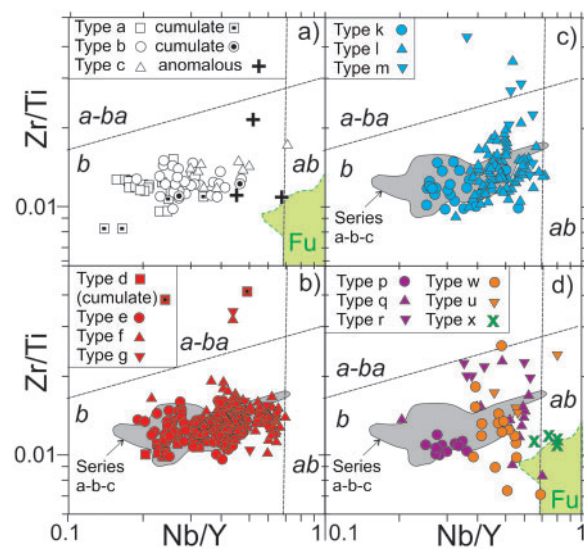 Type a cumulate a)
Type b cumulate
Type c anomalous
a-ba
b
ab
Fu
Zr/Ti
0.01
Type k c)
Type l
Type m
a-ba
b
Series
a-b-c
ab
Type d b)
(cumulate)
Type e
Type f
Type g
a-ba
b
Series
a-b-c
ab
Zr/Ti
0.01
0.1 Nb/Y 1
Type p Type w d)
Type q Type u
Type r Type x
a-ba
b
Series
a-b-c
ab
Fu
0.1 Nb/Y 1